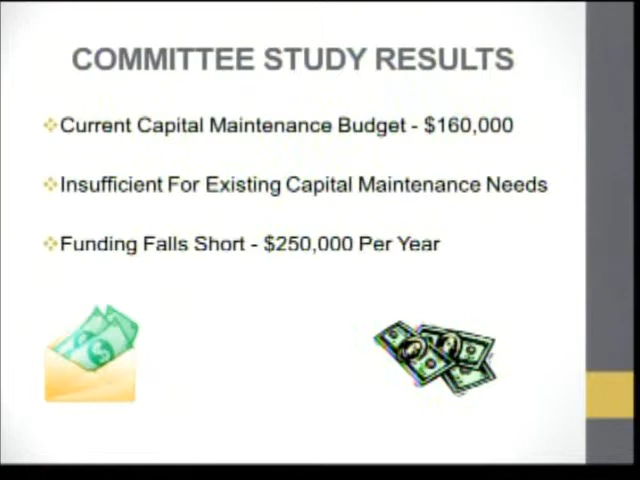 COMMITTEE STUDY RESULTS
Current Capital Maintenance Budget - $160,000
Insufficient For Existing Capital Maintenance Needs
Funding Falls Short - $250,000 Per Year